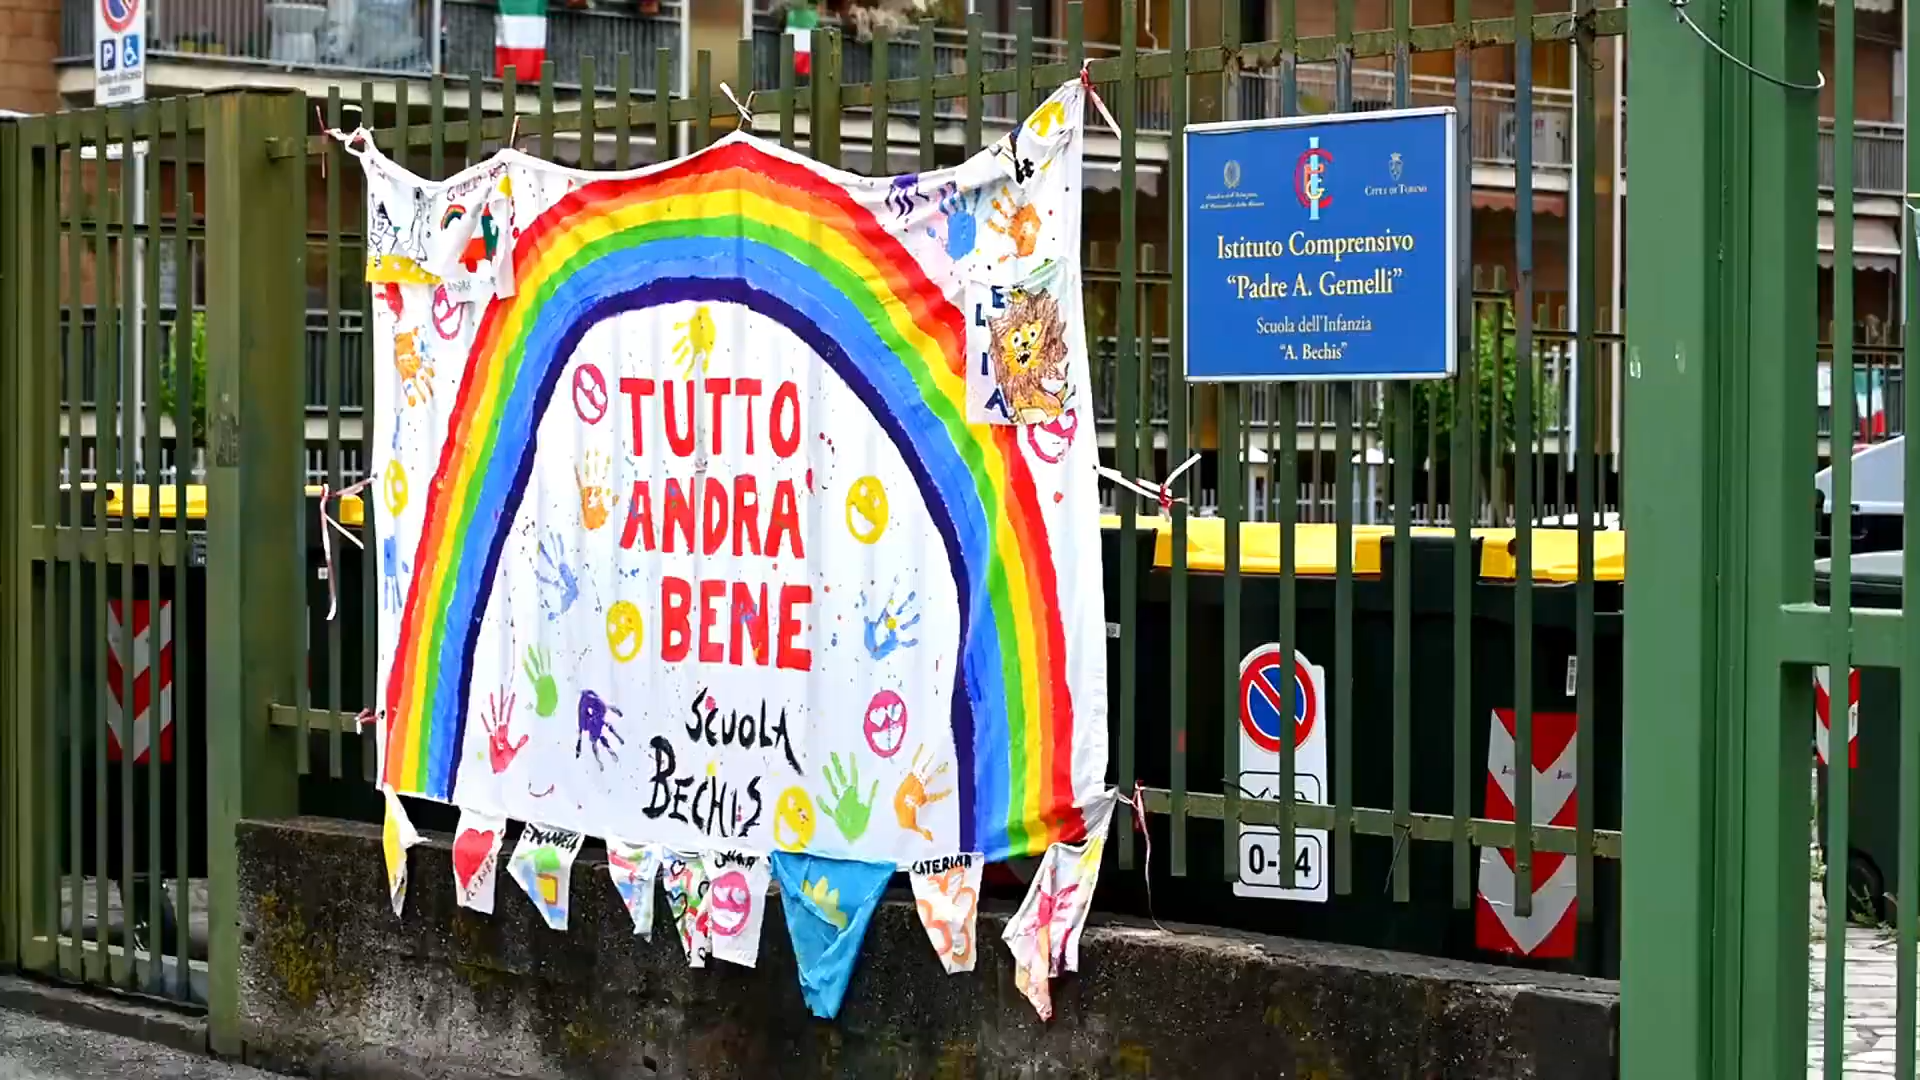 P
TUTTO
ANDRA'
BENE
SCUOLA
BECHIS
ELIA
CATERINA
CITTÀ DI TORINO
Istituto Comprensivo
“Padre A. Gemelli”
Scuola dell'Infanzia
“A. Bechis”
0-24